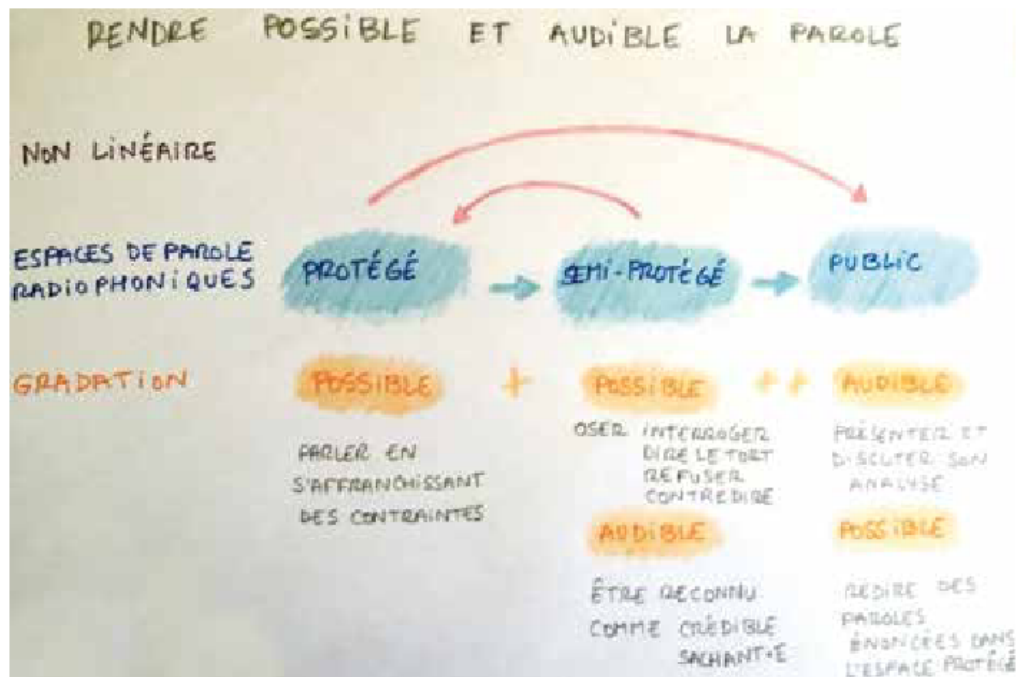 RENDRE POSSIBLE ET AUDIBLE LA PAROLE
NON LINÉAIRE
ESPACES DE PAROLE
RADIOPHONIQUES
PROTÉGÉ
SEMI-PROTÉGÉ
PUBLIC
GRADATION
POSSIBLE
+
POSSIBLE
++
AUDIBLE
PARLER EN
S'AFFRANCHISSANT
DES CONTRAINTES
OSER INTERROGER
DIRE LE TORT
REFUSER
CONTREDIRE
PRÉSENTER ET
DISCUTER SON
ANALYSE
AUDIBLE
ÊTRE RECONNU
COMME CRÉDIBLE
SACHANT·E
POSSIBLE
REDIRE DES
PAROLES
ÉNONCÉES DANS
L'ESPACE PROTÉGÉ